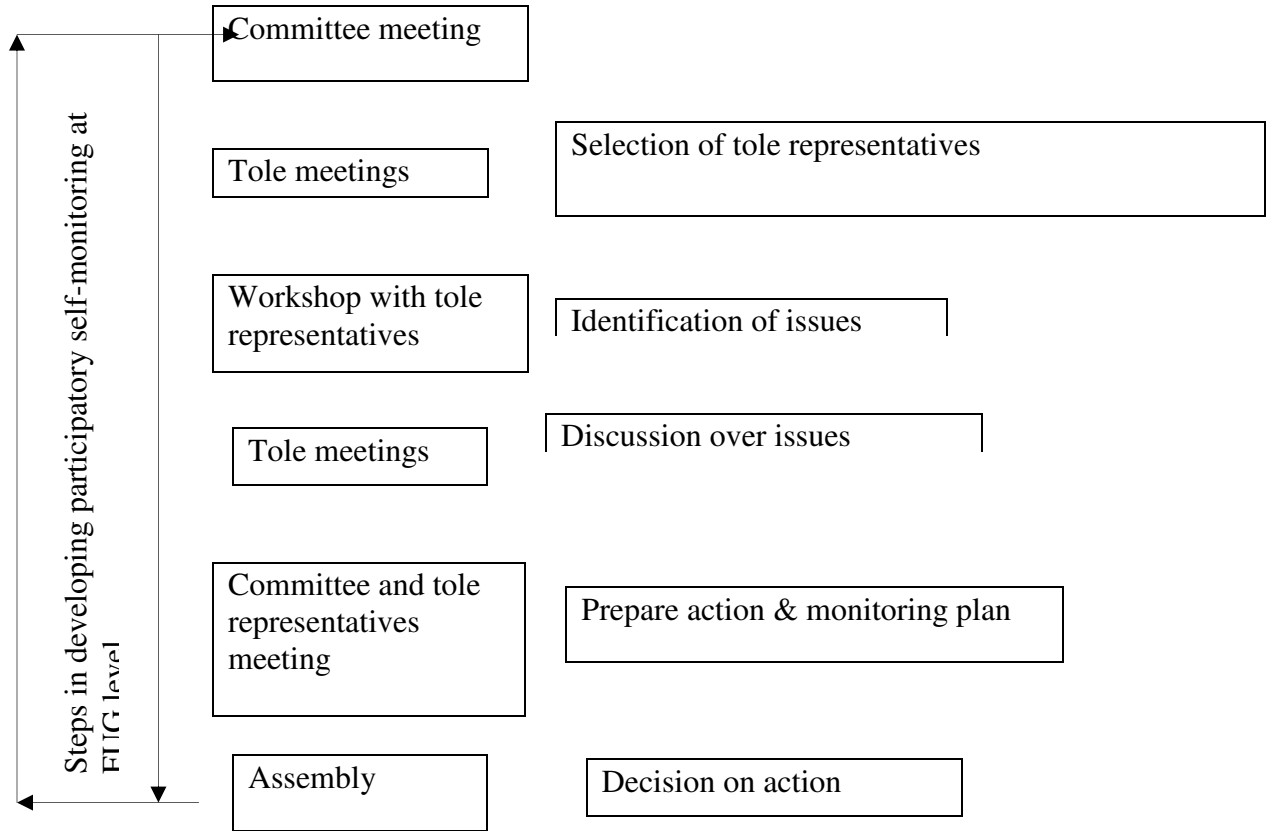 Committee meeting
Selection of tole representatives
Tole meetings
Workshop with tole
representatives
Identification of issues
Tole meetings
Discussion over issues
Committee and tole
representatives
meeting
Prepare action & monitoring plan
Assembly
Decision on action
Steps in developing participatory self-monitoring at
FUG level